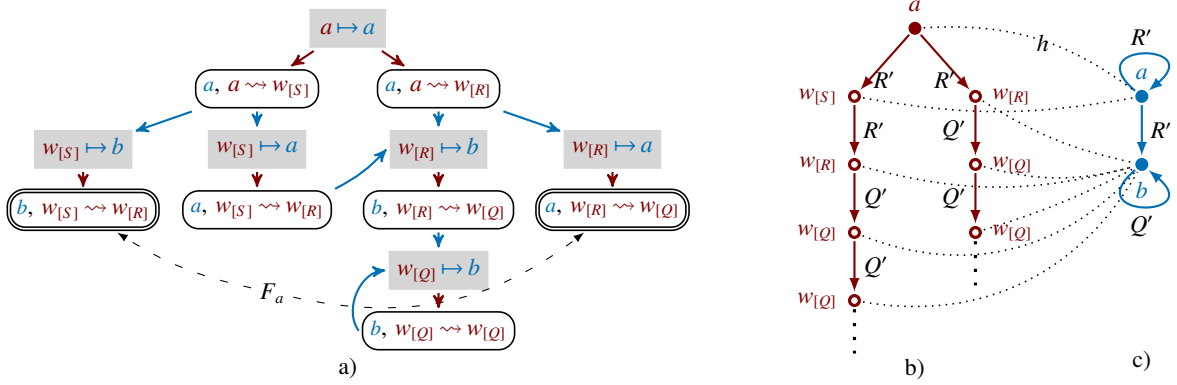 a ↦ a
a, a ⇝ w[S]
a, a ⇝ w[R]
w[S] ↦ b
w[S] ↦ a
w[R] ↦ b
w[R] ↦ a
b, w[S] ⇝ w[R]
a, w[S] ⇝ w[R]
b, w[R] ⇝ w[Q]
a, w[R] ⇝ w[Q]
w[Q] ↦ b
F_a
b, w[Q] ⇝ w[Q]
a)
a
h
R′
R′
w[S]
w[R]
R′
Q′
w[R]
w[Q]
Q′
Q′
w[Q]
w[Q]
Q′
w[Q]
b)
R′
a
R′
b
Q′
c)